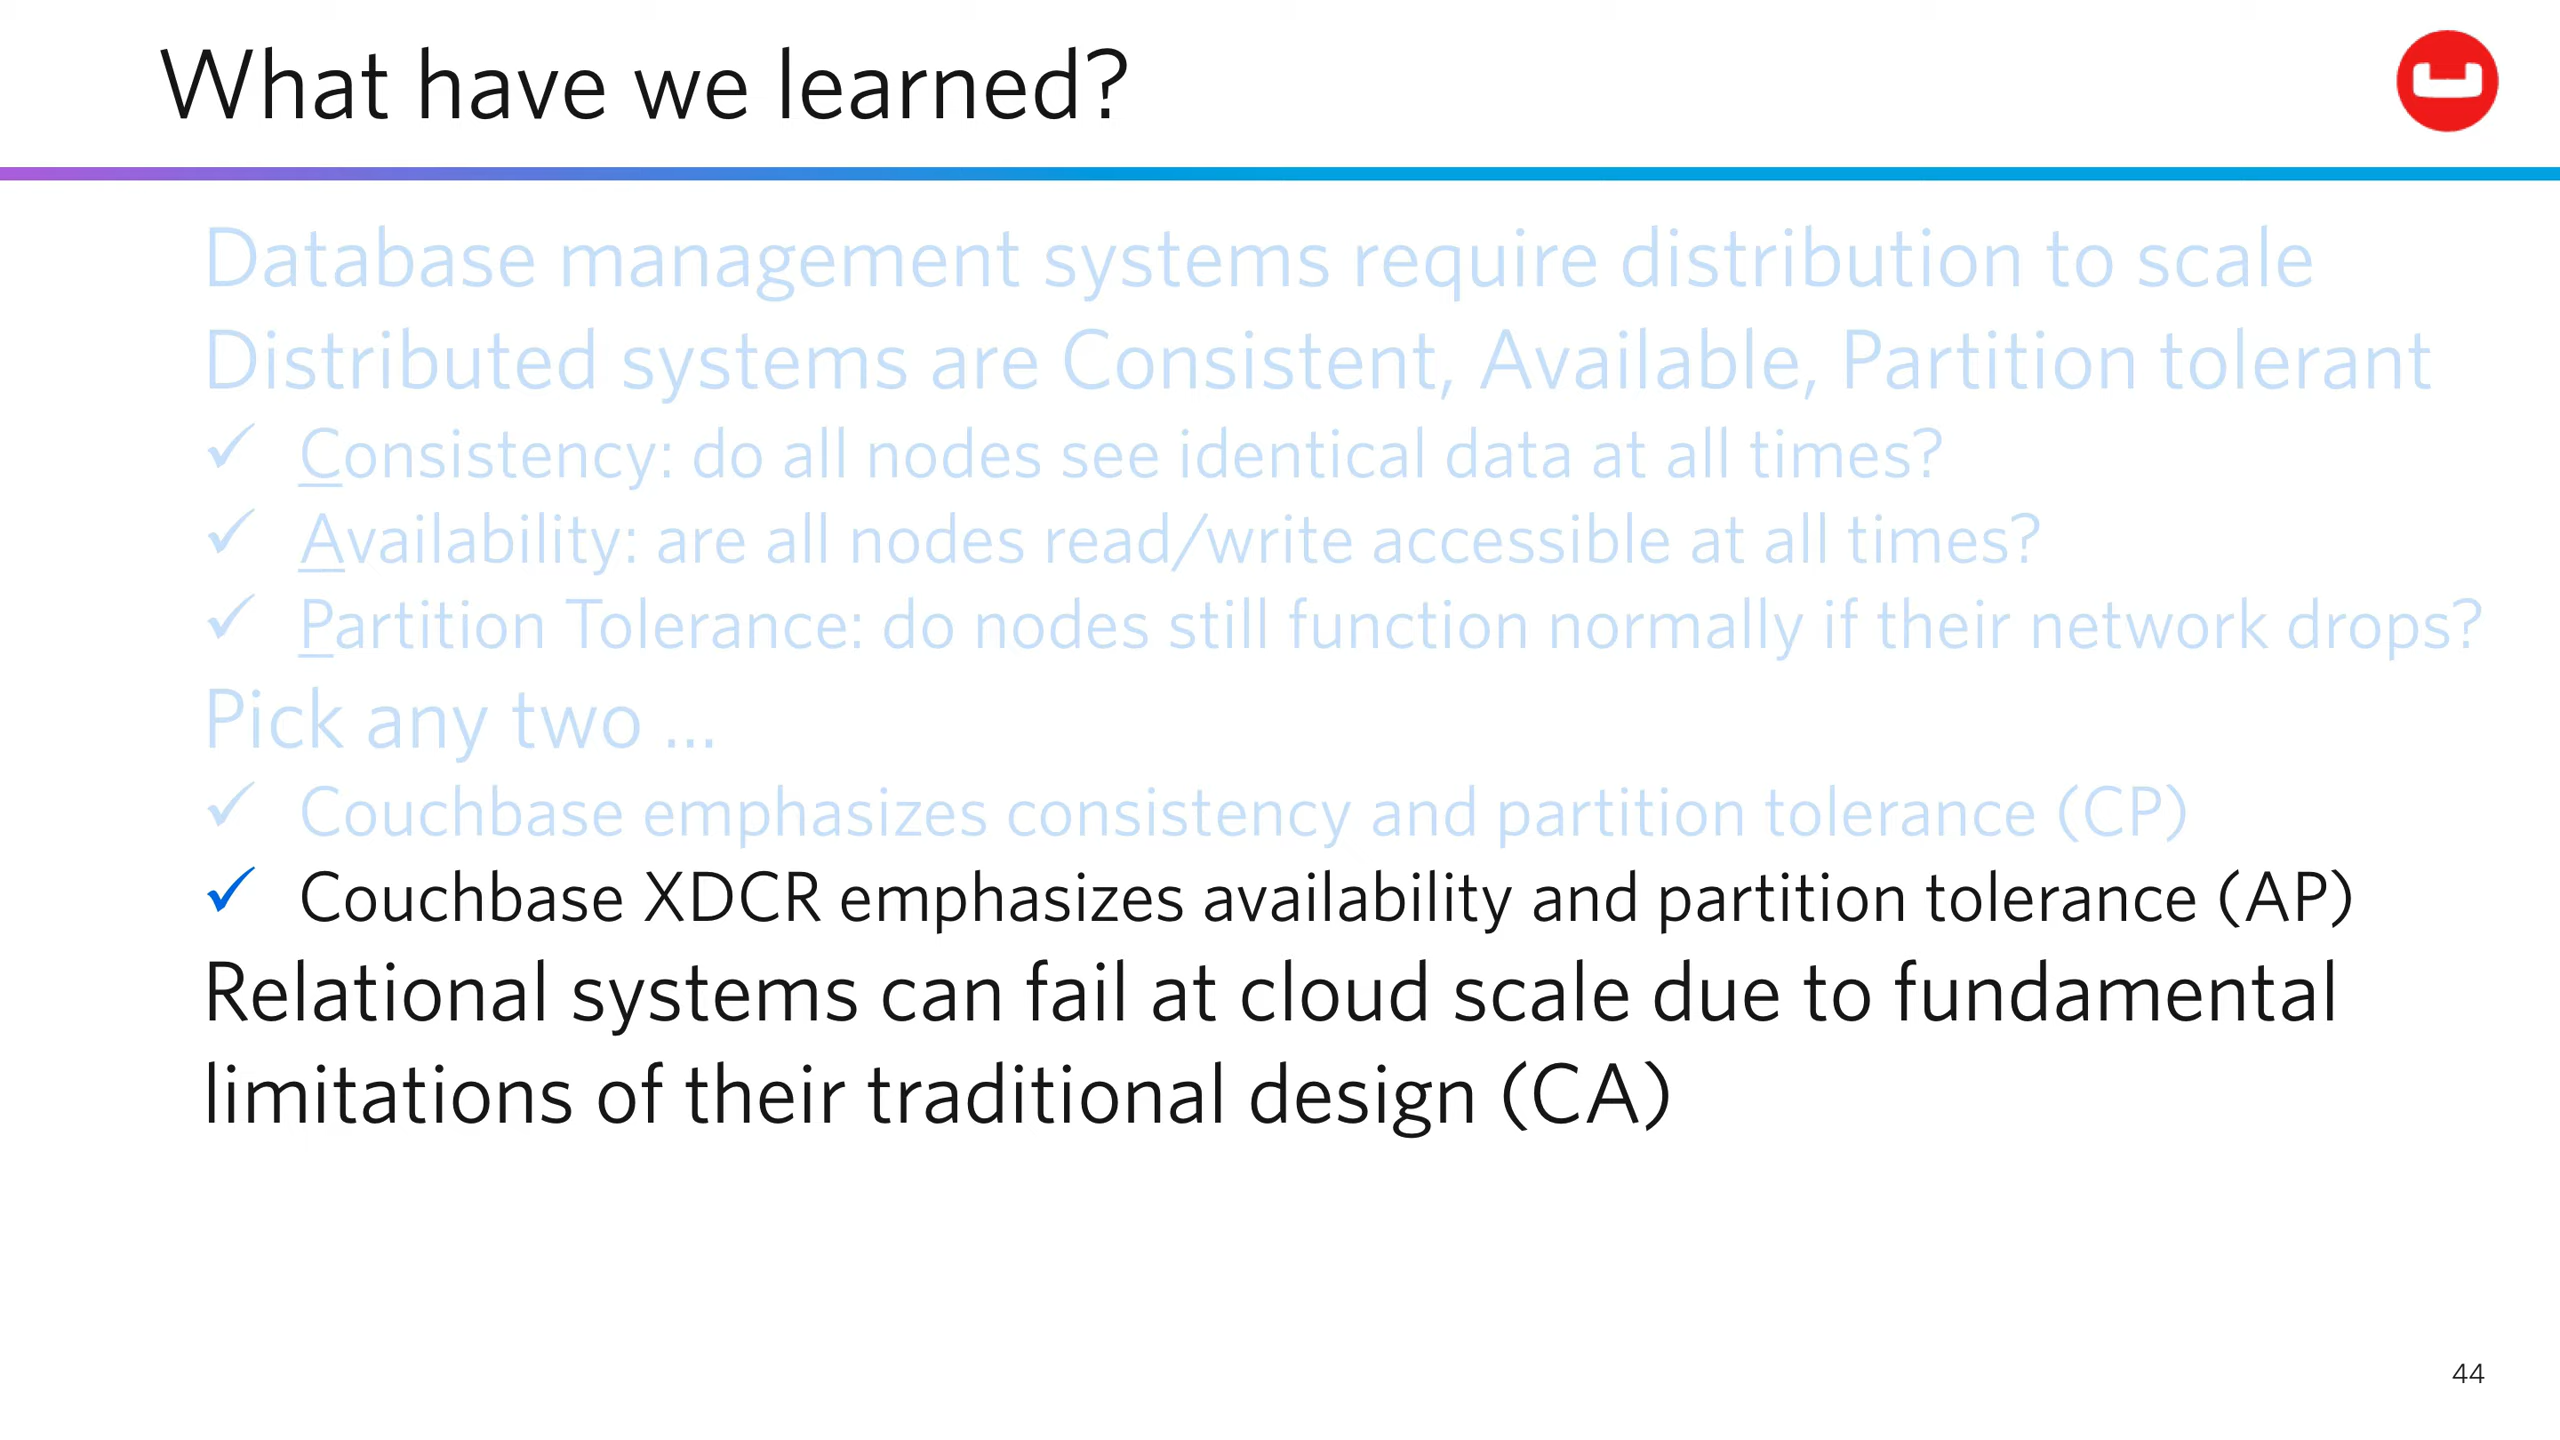 What have we learned?
Database management systems require distribution to scale
Distributed systems are Consistent, Available, Partition tolerant
✓ Consistency: do all nodes see identical data at all times?
✓ Availability: are all nodes read/write accessible at all times?
✓ Partition Tolerance: do nodes still function normally if their network drops?
Pick any two ...
✓ Couchbase emphasizes consistency and partition tolerance (CP)
✓ Couchbase XDCR emphasizes availability and partition tolerance (AP)
Relational systems can fail at cloud scale due to fundamental
limitations of their traditional design (CA)
44